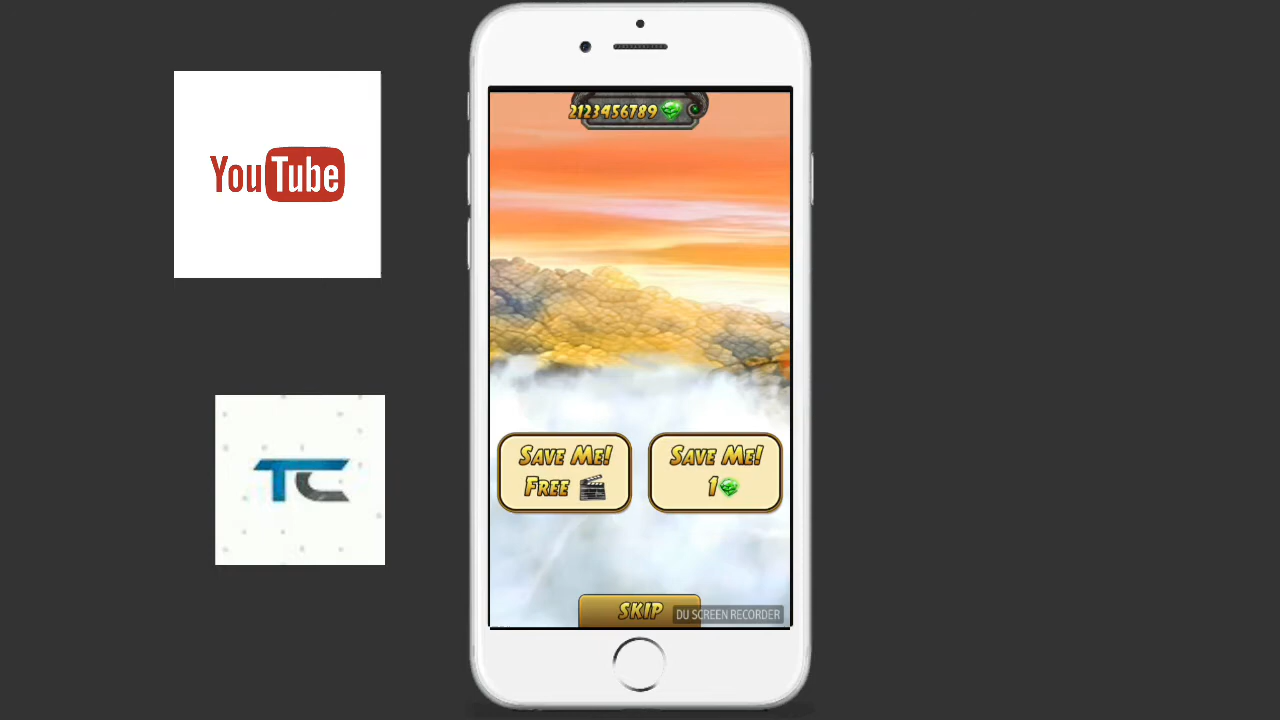 YouTube
TC
2123456789
Save Me!
Free
Save Me!
1
SKIP
DU SCREEN RECORDER